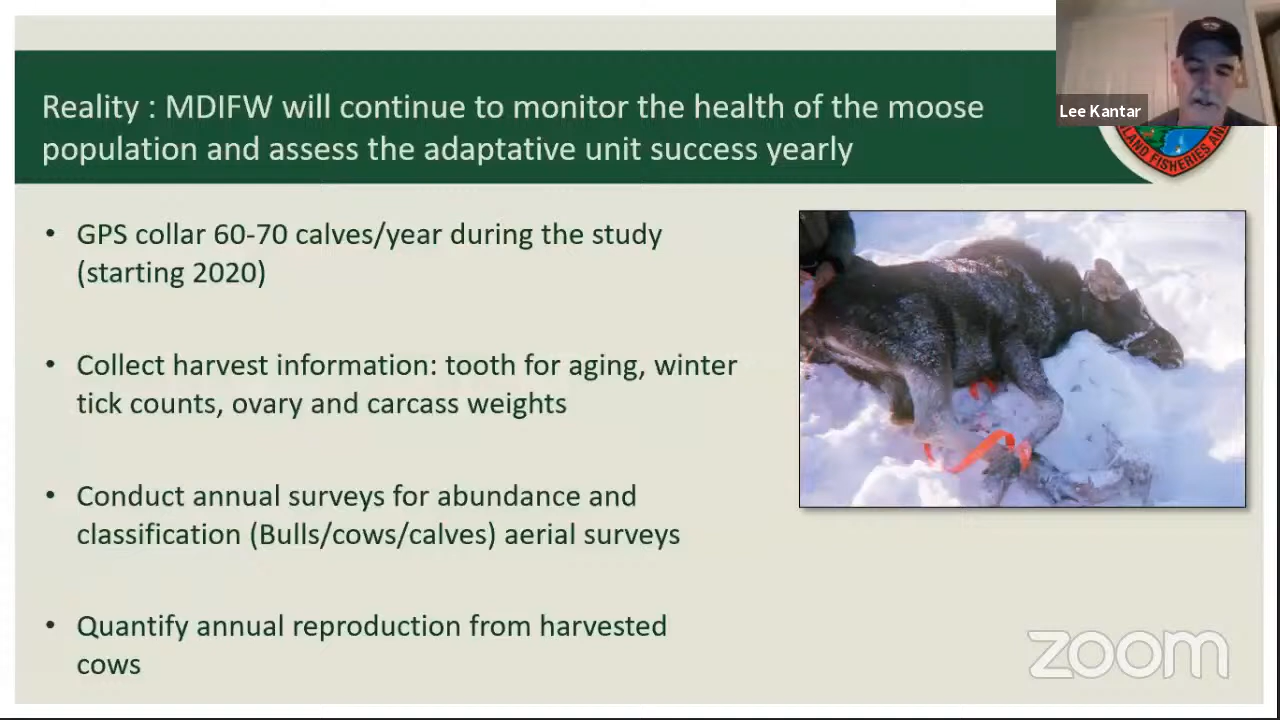 Reality : MDIFW will continue to monitor the health of the moose
population and assess the adaptative unit success yearly
Lee Kantar
LAND FISHERIES AN
• GPS collar 60-70 calves/year during the study
(starting 2020)
• Collect harvest information: tooth for aging, winter
tick counts, ovary and carcass weights
• Conduct annual surveys for abundance and
classification (Bulls/cows/calves) aerial surveys
• Quantify annual reproduction from harvested
cows
zoom